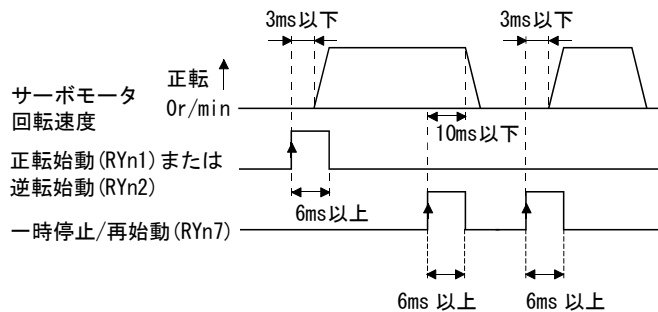 3ms以下
3ms以下
サーボモータ
回転速度
正転
0r/min
10ms以下
正転始動(RYn1)または
逆転始動(RYn2)
6ms以上
一時停止/再始動(RYn7)
6ms 以上
6ms 以上